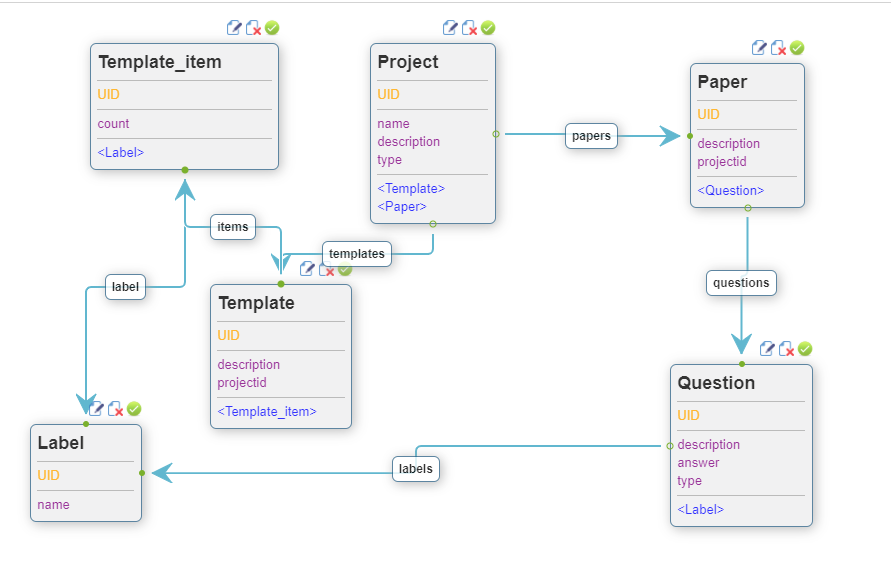 Template_item
UID
count
<Label>
Project
UID
name
description
type
<Template>
<Paper>
papers
Paper
UID
description
projectid
<Question>
items
templates
label
questions
Template
UID
description
projectid
<Template_item>
Question
UID
description
answer
type
<Label>
Label
UID
name
labels